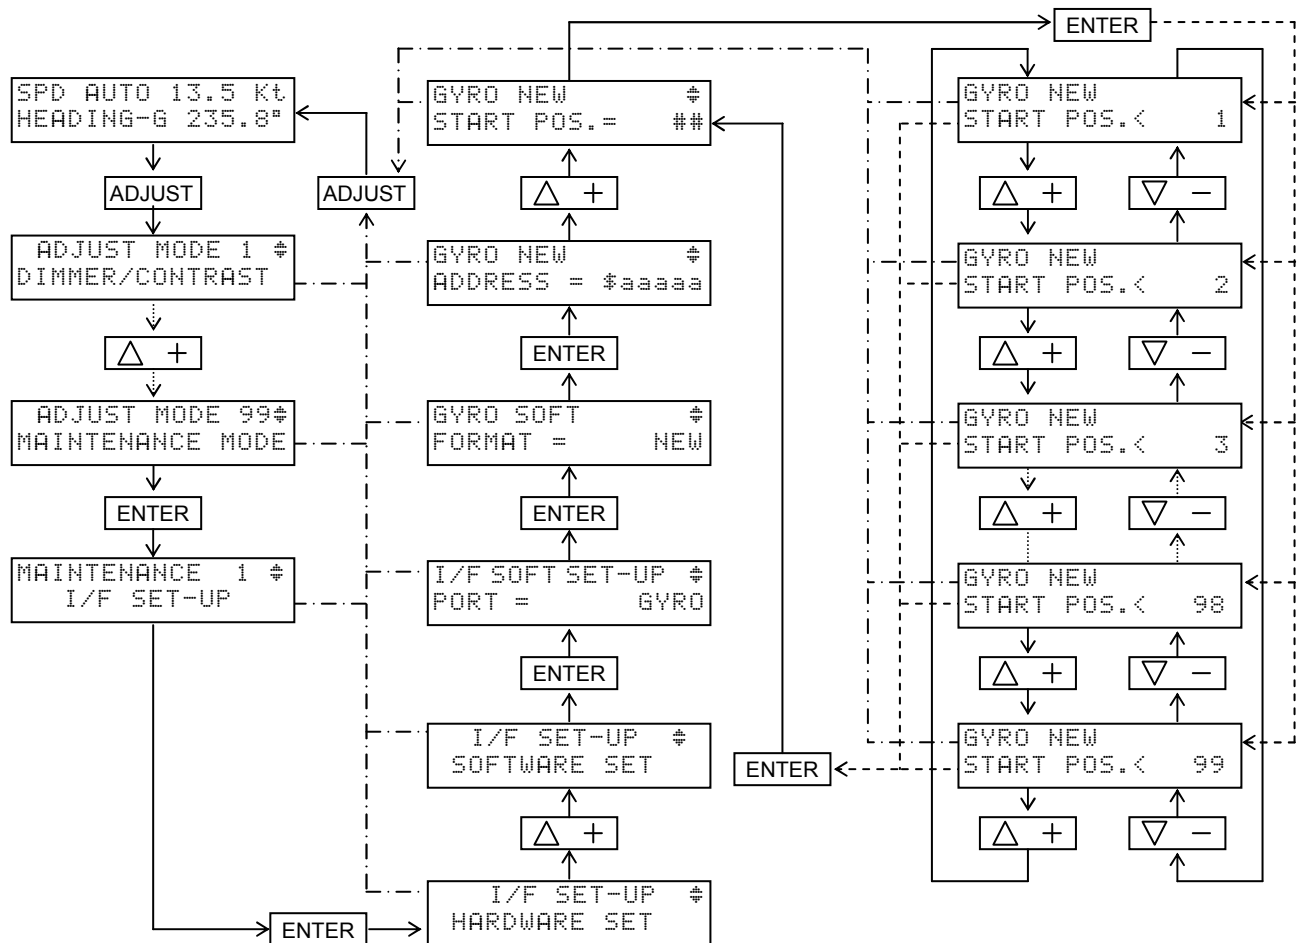 SPD AUTO 13.5 Kt
HEADING-G 235.8°
ADJUST
ADJUST MODE 1
DIMMER/CONTRAST
+
ADJUST MODE 99
MAINTENANCE MODE
ENTER
MAINTENANCE 1
I/F SET-UP
ENTER
ADJUST
GYRO NEW
START POS.= ##
+
GYRO NEW
ADDRESS = $aaaaa
ENTER
GYRO SOFT
FORMAT = NEW
ENTER
I/F SOFT SET-UP
PORT = GYRO
ENTER
I/F SET-UP
SOFTWARE SET
+
I/F SET-UP
HARDWARE SET
ENTER
ENTER
GYRO NEW
START POS.< 1
+ −
GYRO NEW
START POS.< 2
+ −
GYRO NEW
START POS.< 3
+ −
GYRO NEW
START POS.< 98
+ −
GYRO NEW
START POS.< 99
+ −